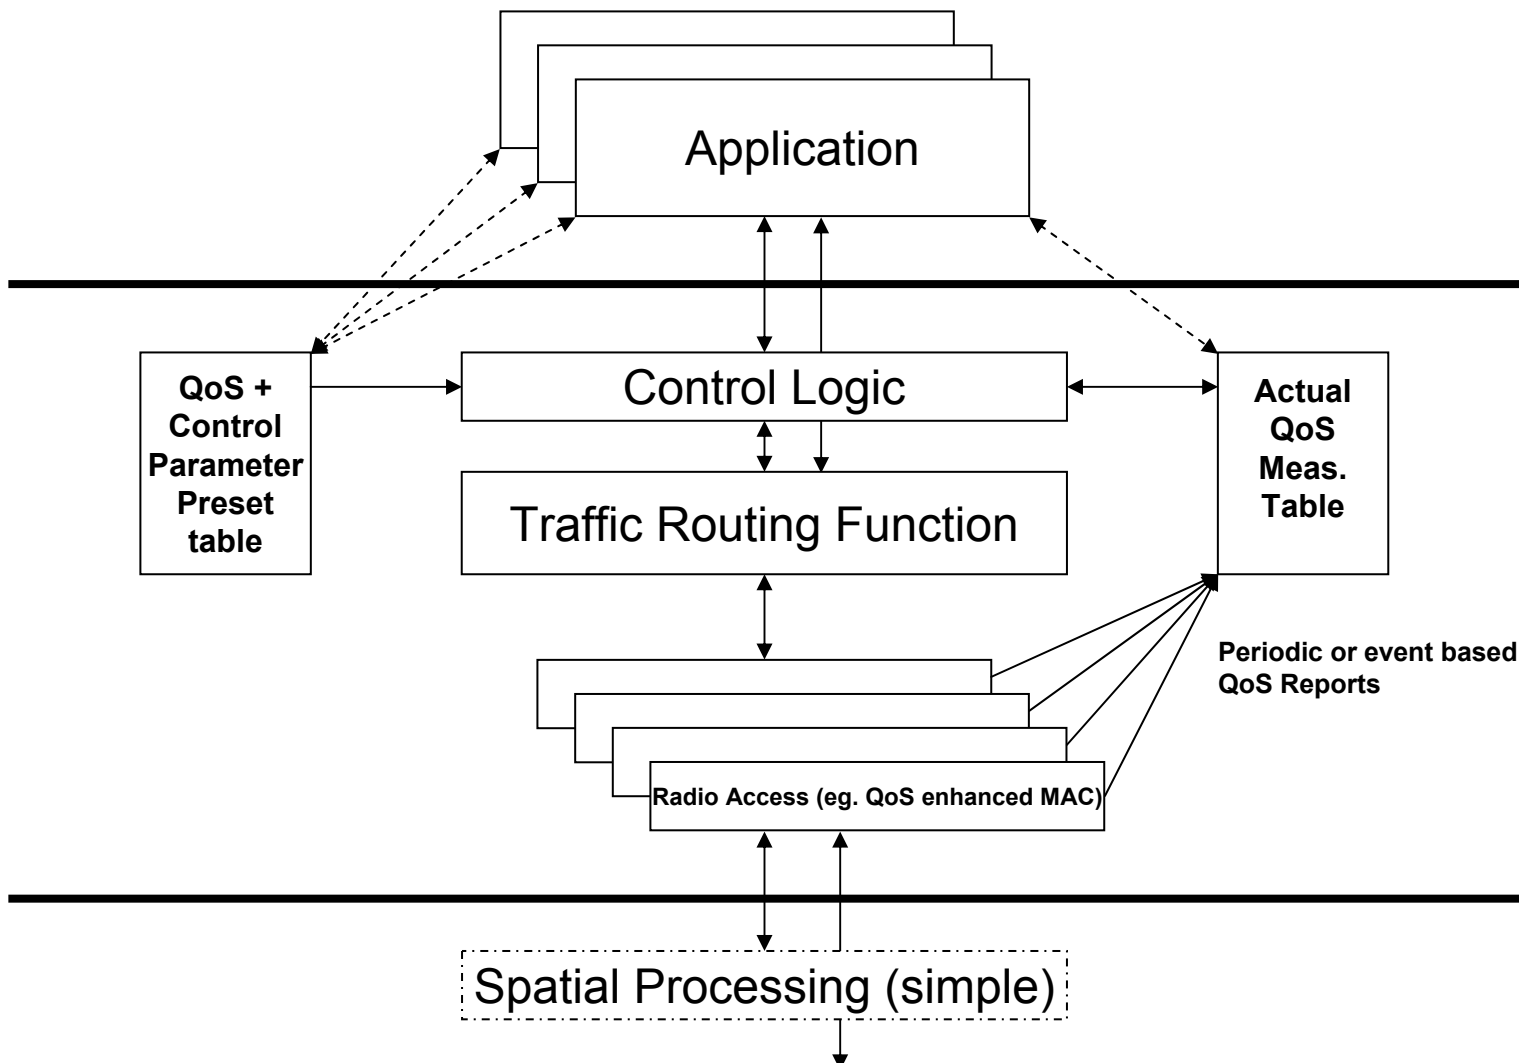 Application
QoS +
Control
Parameter
Preset
table
Control Logic
Actual
QoS
Meas.
Table
Traffic Routing Function
Periodic or event based
QoS Reports
Radio Access (eg. QoS enhanced MAC)
Spatial Processing (simple)